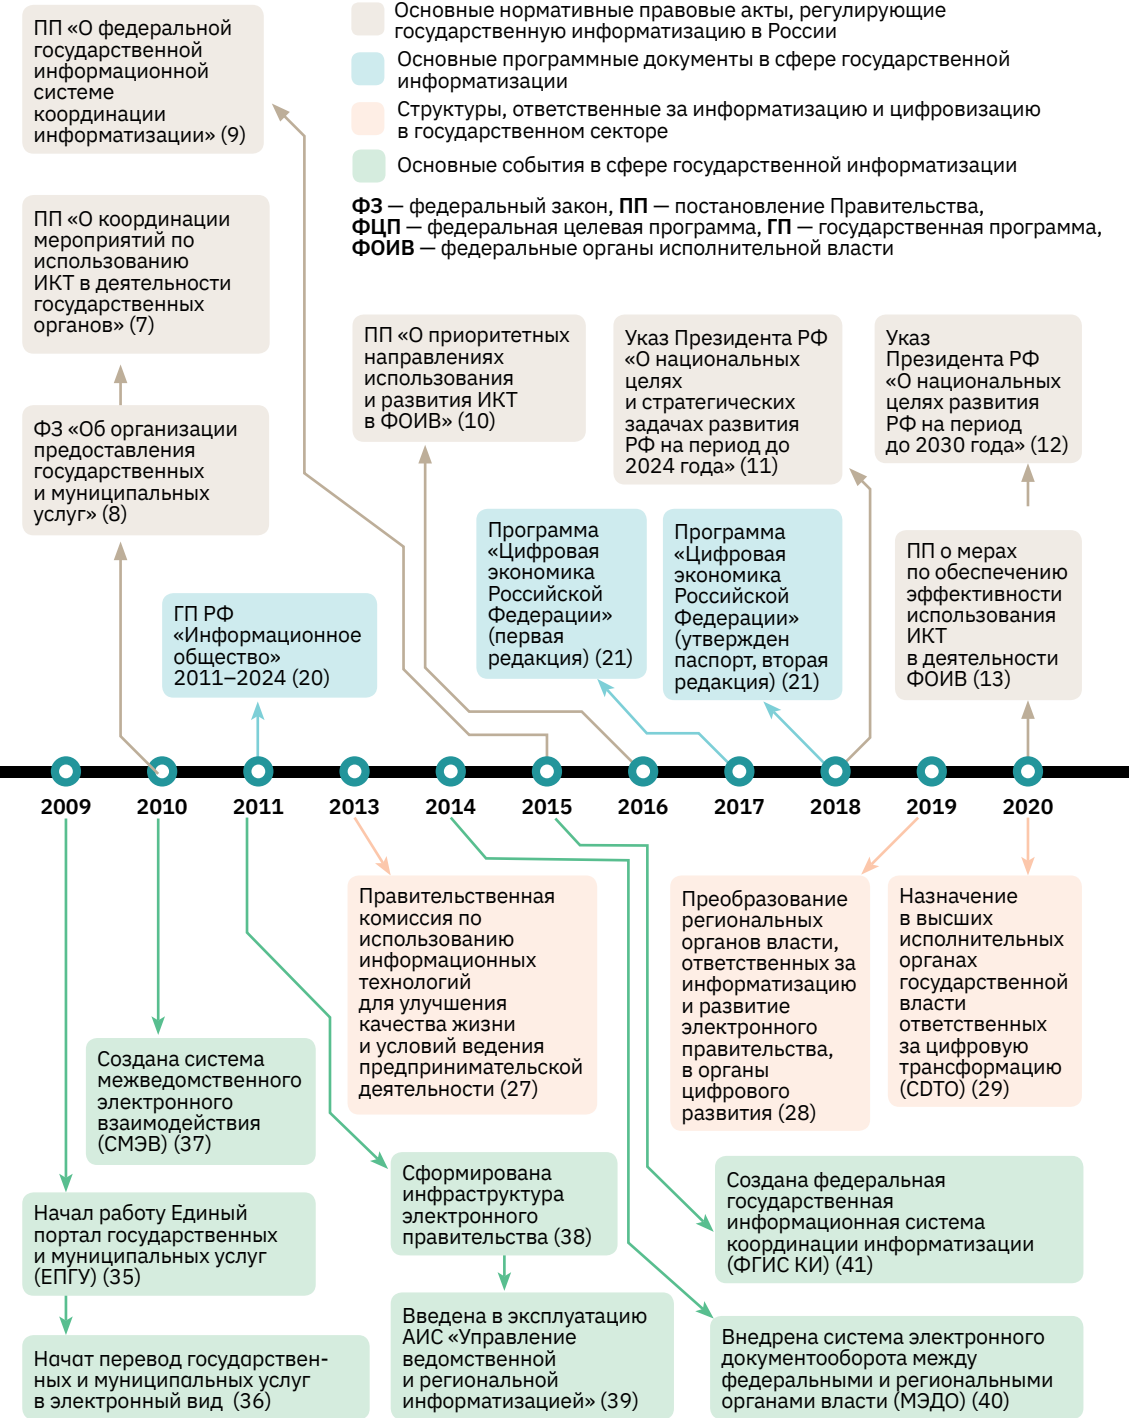 ПП «О федеральной
государственной
информационной
системе
координации
информатизации» (9)
Основные нормативные правовые акты, регулирующие
государственную информатизацию в России
Основные программные документы в сфере государственной
информатизации
Структуры, ответственные за информатизацию и цифровизацию
в государственном секторе
Основные события в сфере государственной информатизации
ФЗ — федеральный закон, ПП — постановление Правительства,
ФЦП — федеральная целевая программа, ГП — государственная программа,
ФОИВ — федеральные органы исполнительной власти
ПП «О координации
мероприятий по
использованию
ИКТ в деятельности
государственных
органов» (7)
ФЗ «Об организации
предоставления
государственных
и муниципальных
услуг» (8)
ПП «О приоритетных
направлениях
использования
и развития ИКТ
в ФОИВ» (10)
Указ Президента РФ
«О национальных
целях
и стратегических
задачах развития
РФ на период до
2024 года» (11)
Указ
Президента РФ
«О национальных
целях развития
РФ на период
до 2030 года» (12)
ГП РФ
«Информационное
общество»
2011–2024 (20)
Программа
«Цифровая
экономика
Российской
Федерации»
(первая
редакция) (21)
Программа
«Цифровая
экономика
Российской
Федерации»
(утвержден
паспорт, вторая
редакция) (21)
ПП о мерах
по обеспечению
эффективности
использования
ИКТ
в деятельности
ФОИВ (13)
2009 2010 2011 2013 2014 2015 2016 2017 2018 2019 2020
Правительственная
комиссия по
использованию
информационных
технологий
для улучшения
качества жизни
и условий ведения
предпринимательской
деятельности (27)
Преобразование
региональных
органов власти,
ответственных за
информатизацию
и развитие
электронного
правительства,
в органы
цифрового
развития (28)
Назначение
в высших
исполнительных
органах
государственной
власти
ответственных
за цифровую
трансформацию
(CDTO) (29)
Создана система
межведомственного
электронного
взаимодействия
(СМЭВ) (37)
Начал работу Единый
портал государственных
и муниципальных услуг
(ЕПГУ) (35)
Начат перевод государствен-
ных и муниципальных услуг
в электронный вид (36)
Сформирована
инфраструктура
электронного
правительства (38)
Введена в эксплуатацию
АИС «Управление
ведомственной
и региональной
информатизацией» (39)
Создана федеральная
государственная
информационная система
координации информатизации
(ФГИС КИ) (41)
Внедрена система электронного
документооборота между
федеральными и региональными
органами власти (МЭДО) (40)